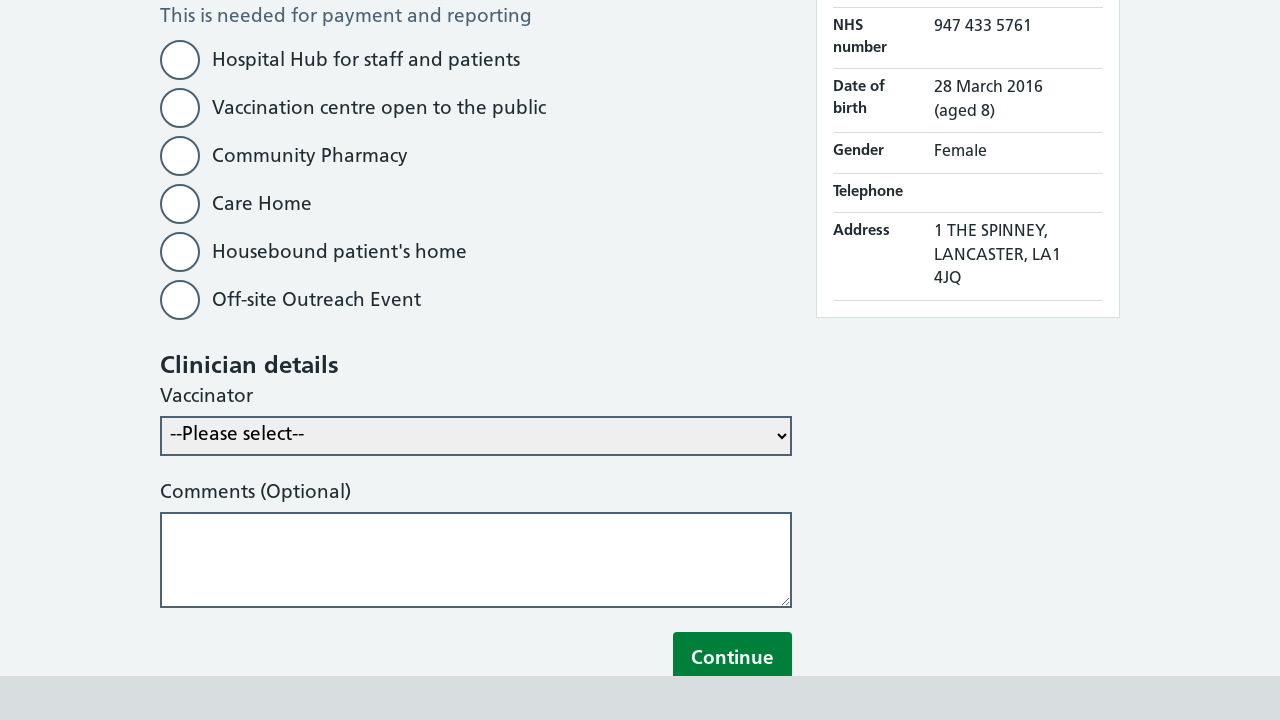 This is needed for payment and reporting
Hospital Hub for staff and patients
Vaccination centre open to the public
Community Pharmacy
Care Home
Housebound patient's home
Off-site Outreach Event
Clinician details
Vaccinator
--Please select--
Comments (Optional)
Continue
NHS number 947 433 5761
Date of birth 28 March 2016 (aged 8)
Gender Female
Telephone
Address 1 THE SPINNEY,
LANCASTER, LA1
4JQ